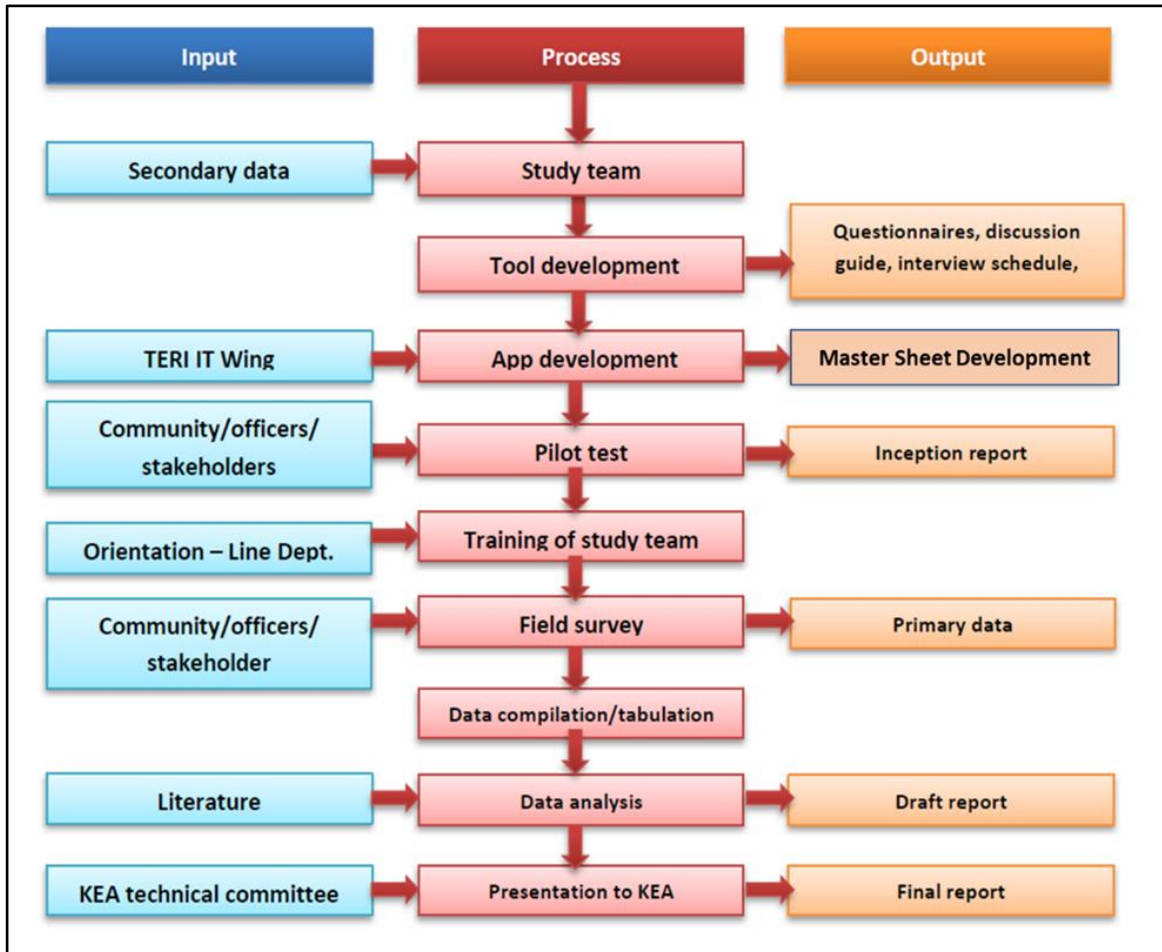 Input
Process
Output
Secondary data
Study team
Tool development
Questionnaires, discussion
guide, interview schedule,
TERI IT Wing
App development
Master Sheet Development
Community/officers/
stakeholders
Pilot test
Inception report
Orientation – Line Dept.
Training of study team
Community/officers/
stakeholder
Field survey
Primary data
Data compilation/tabulation
Literature
Data analysis
Draft report
KEA technical committee
Presentation to KEA
Final report